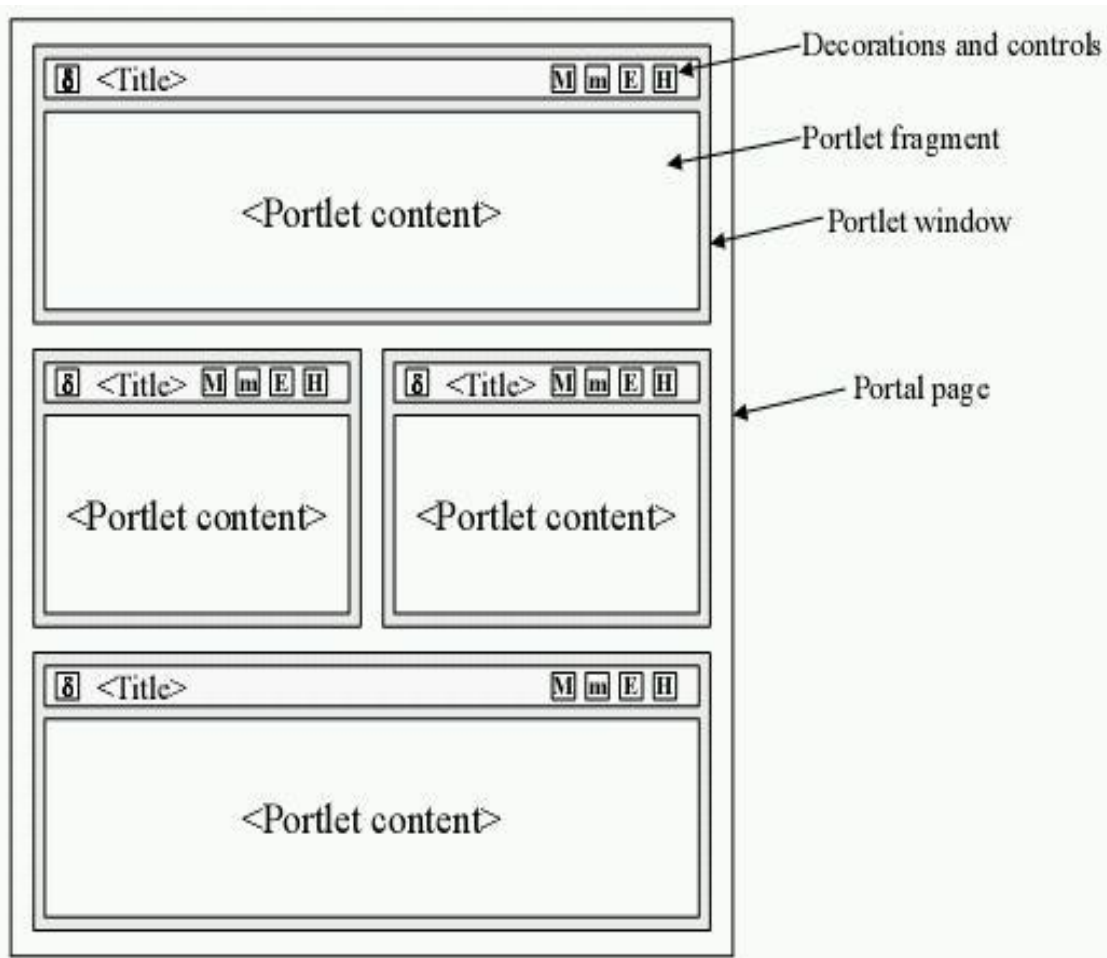 δ <Title> M m E H
Decorations and controls
<Portlet content>
Portlet fragment
Portlet window
δ <Title> M m E H
<Portlet content>
δ <Title> M m E H
<Portlet content>
Portal page
δ <Title> M m E H
<Portlet content>